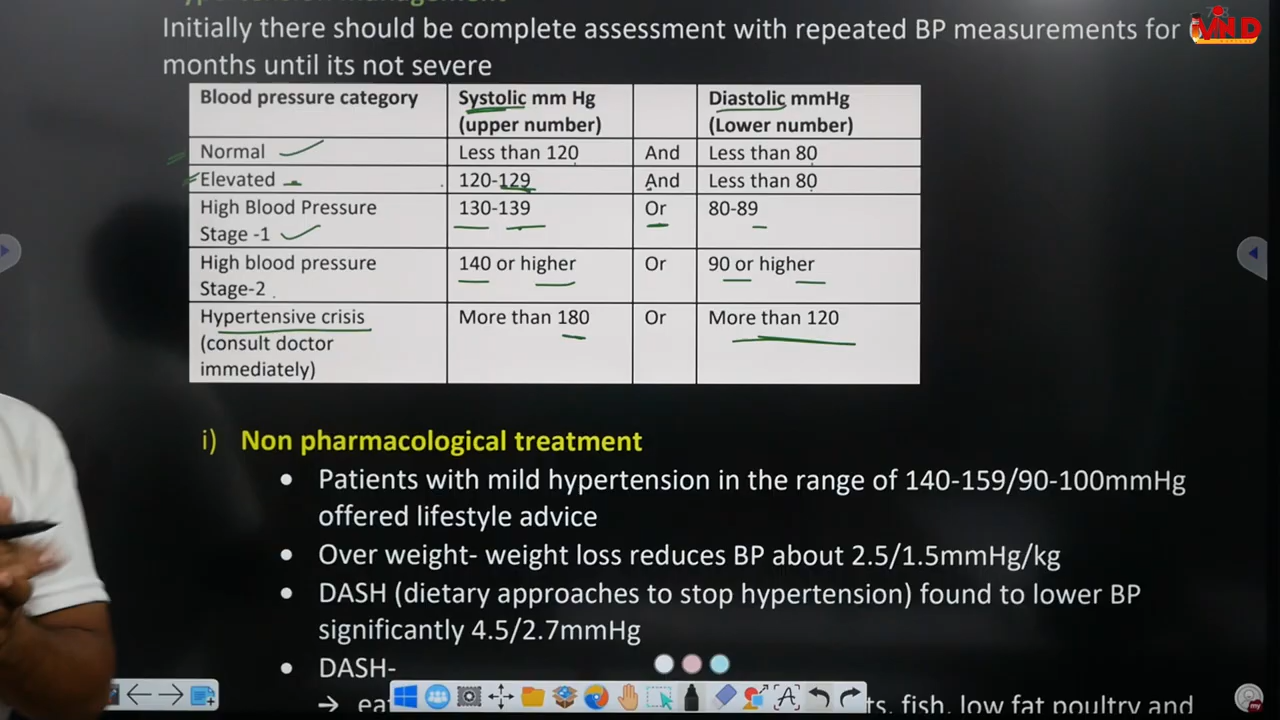 Hypertension management
Initially there should be complete assessment with repeated BP measurements for
months until its not severe
Blood pressure category
Systolic mm Hg
(upper number)
Diastolic mmHg
(Lower number)
Normal
Less than 120
And
Less than 80
Elevated
120-129
And
Less than 80
High Blood Pressure
Stage -1
130-139
Or
80-89
High blood pressure
Stage-2
140 or higher
Or
90 or higher
Hypertensive crisis
(consult doctor
immediately)
More than 180
Or
More than 120
i) Non pharmacological treatment
• Patients with mild hypertension in the range of 140-159/90-100mmHg
offered lifestyle advice
• Over weight- weight loss reduces BP about 2.5/1.5mmHg/kg
• DASH (dietary approaches to stop hypertension) found to lower BP
significantly 4.5/2.7mmHg
• DASH-
→ fish, low fat poultry and
VND
my